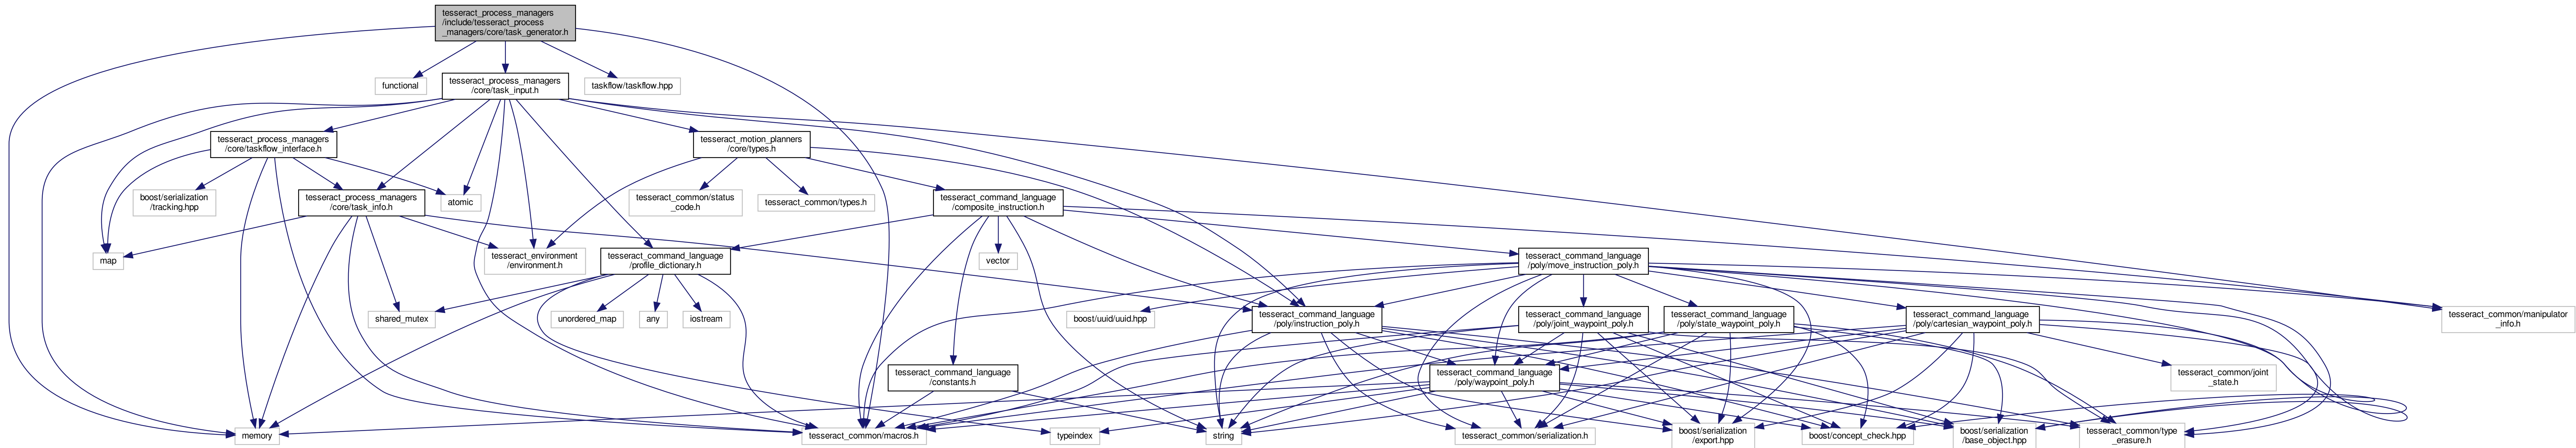 tesseract_process_managers
/include/tesseract_process
_managers/core/task_generator.h
functional
tesseract_process_managers
/core/task_input.h
taskflow/taskflow.hpp
tesseract_process_managers
/core/taskflow_interface.h
tesseract_motion_planners
/core/types.h
boost/serialization
/tracking.hpp
tesseract_process_managers
/core/task_info.h
atomic
tesseract_common/status
_code.h
tesseract_common/types.h
tesseract_command_language
/composite_instruction.h
map
tesseract_environment
/environment.h
tesseract_command_language
/profile_dictionary.h
vector
tesseract_command_language
/poly/move_instruction_poly.h
shared_mutex
unordered_map
any
iostream
boost/uuid/uuid.hpp
tesseract_command_language
/poly/instruction_poly.h
tesseract_command_language
/poly/joint_waypoint_poly.h
tesseract_command_language
/poly/state_waypoint_poly.h
tesseract_command_language
/poly/cartesian_waypoint_poly.h
tesseract_common/manipulator
_info.h
tesseract_command_language
/constants.h
tesseract_command_language
/poly/waypoint_poly.h
tesseract_common/joint
_state.h
memory
tesseract_common/macros.h
typeindex
string
tesseract_common/serialization.h
boost/serialization
/export.hpp
boost/concept_check.hpp
boost/serialization
/base_object.hpp
tesseract_common/type
_erasure.h